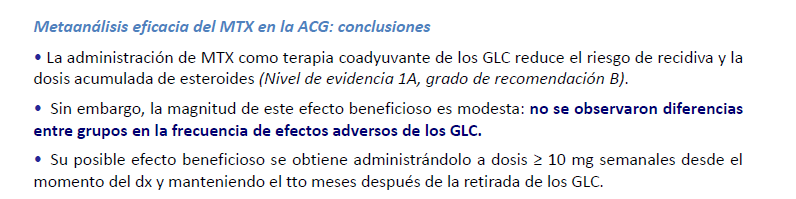 Metaanálisis eficacia del MTX en la ACG: conclusiones
• La administración de MTX como terapia coadyuvante de los GLC reduce el riesgo de recidiva y la
dosis acumulada de esteroides (Nivel de evidencia 1A, grado de recomendación B).
• Sin embargo, la magnitud de este efecto beneficioso es modesta: no se observaron diferencias
entre grupos en la frecuencia de efectos adversos de los GLC.
• Su posible efecto beneficioso se obtiene administrándolo a dosis ≥ 10 mg semanales desde el
momento del dx y manteniendo el tto meses después de la retirada de los GLC.